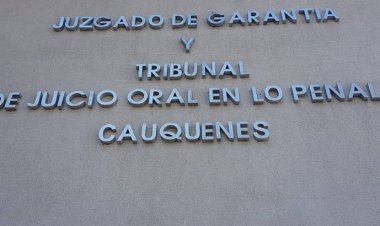 JUZGADO DE GARANTIA
Y
TRIBUNAL
DE JUICIO ORAL EN LO PENAL
CAUQUENES